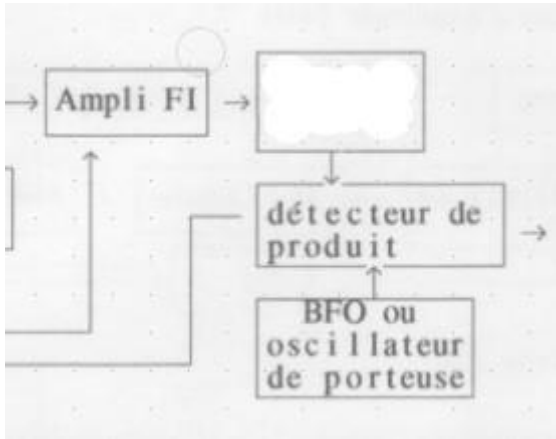 Ampli FI
détecteur de
produit
BFO ou
oscillateur
de porteuse